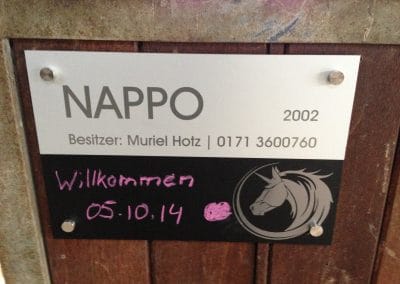 NAPPO 2002
Besitzer: Muriel Hotz | 0171 3600760
Willkommen
05.10.14